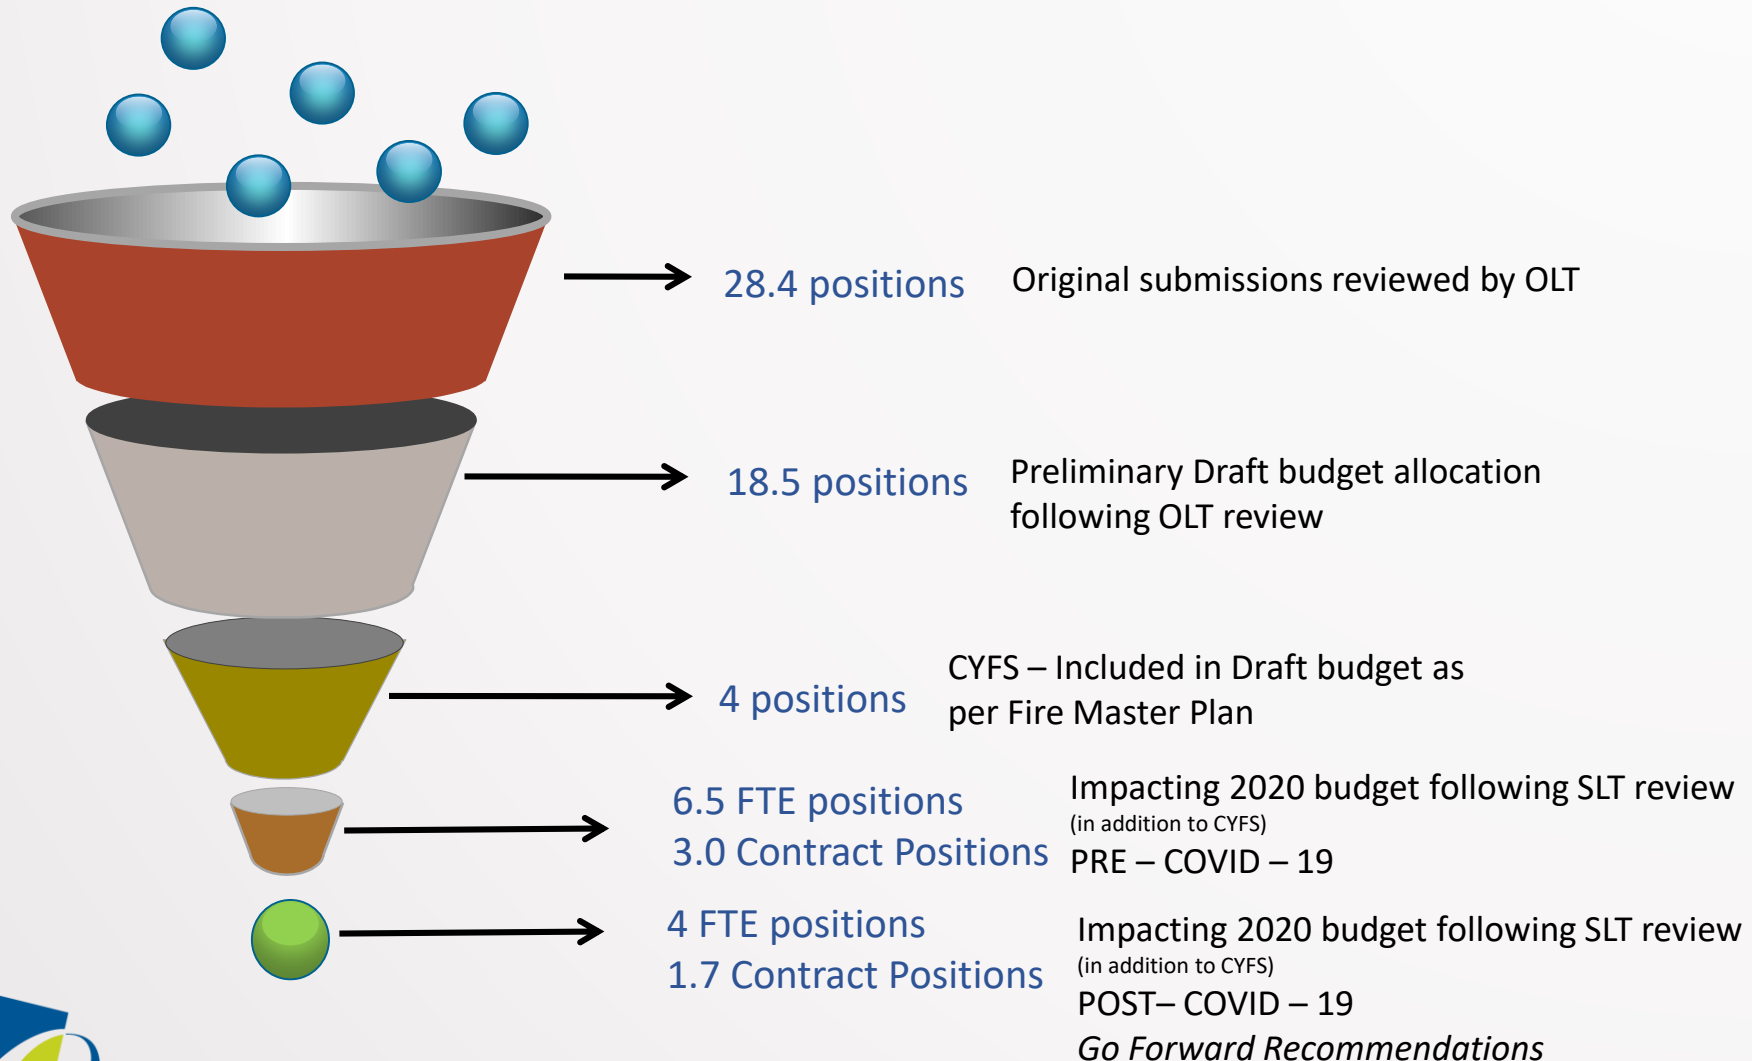 28.4 positions
Original submissions reviewed by OLT
18.5 positions
Preliminary Draft budget allocation
following OLT review
4 positions
CYFS – Included in Draft budget as
per Fire Master Plan
6.5 FTE positions
3.0 Contract Positions
Impacting 2020 budget following SLT review
(in addition to CYFS)
PRE – COVID – 19
4 FTE positions
1.7 Contract Positions
Impacting 2020 budget following SLT review
(in addition to CYFS)
POST– COVID – 19
Go Forward Recommendations